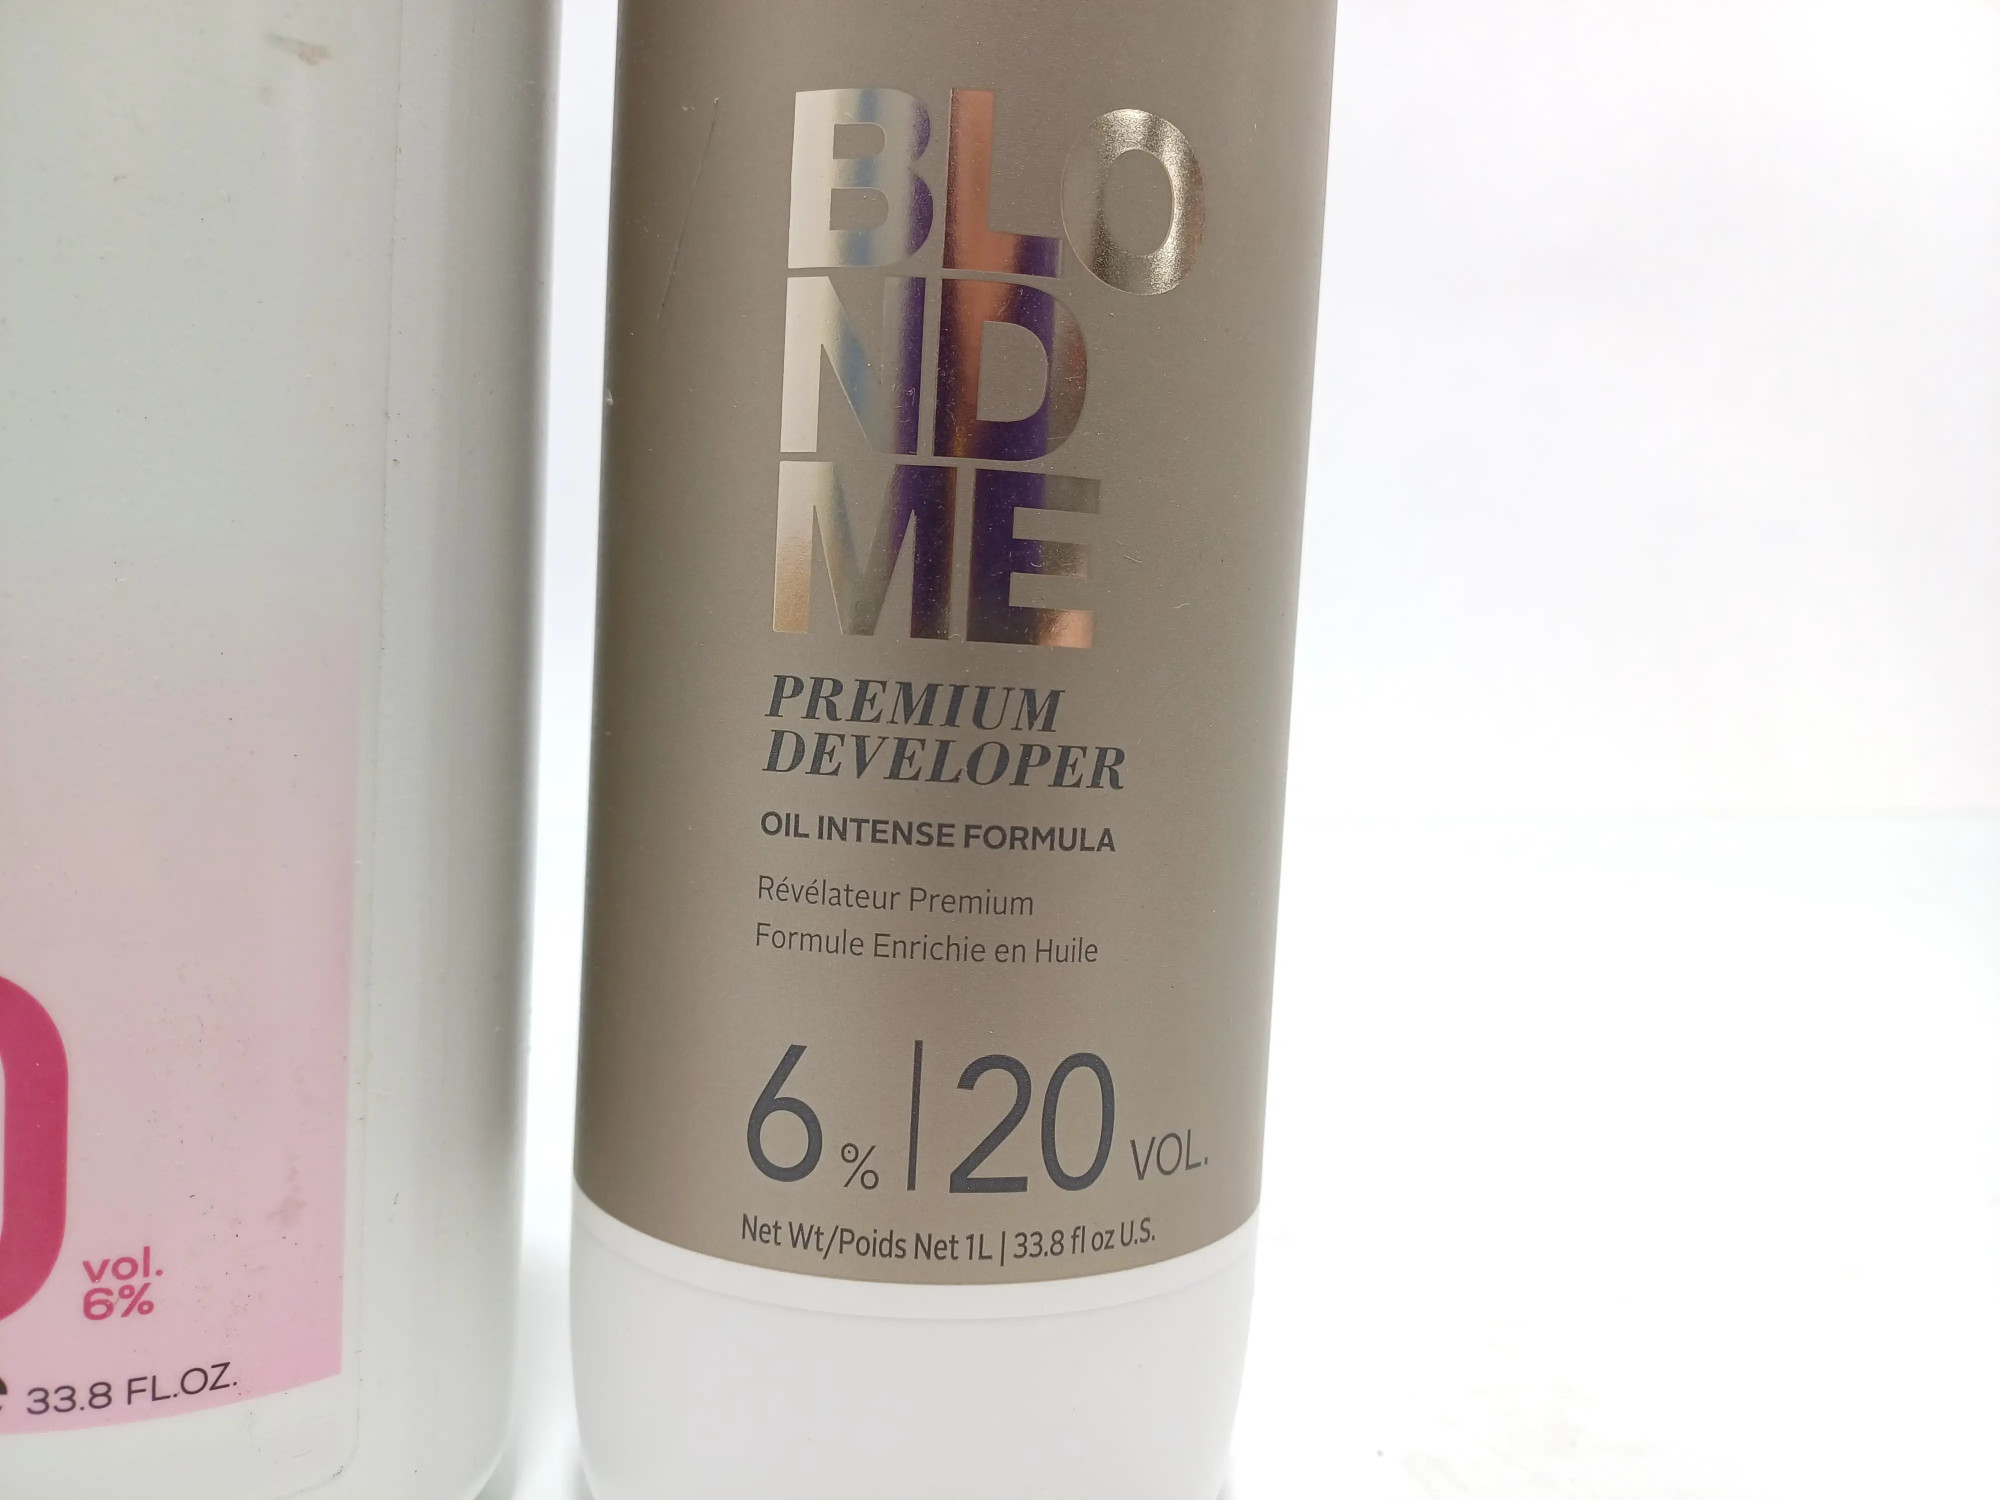 BLO
ND
ME
PREMIUM
DEVELOPER
OIL INTENSE FORMULA
Révélateur Premium
Formule Enrichie en Huile
6% | 20 VOL.
Net Wt/Poids Net 1L | 33.8 fl oz U.S.
0
vol.
6%
e 33.8 FL.OZ.